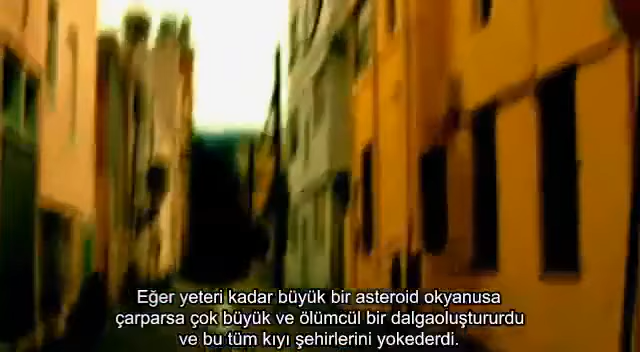 Eğer yeteri kadar büyük bir asteroid okyanusa
çarparsa çok büyük ve ölümcül bir dalgaoluştururdu
ve bu tüm kıyı şehirlerini yokederdi.